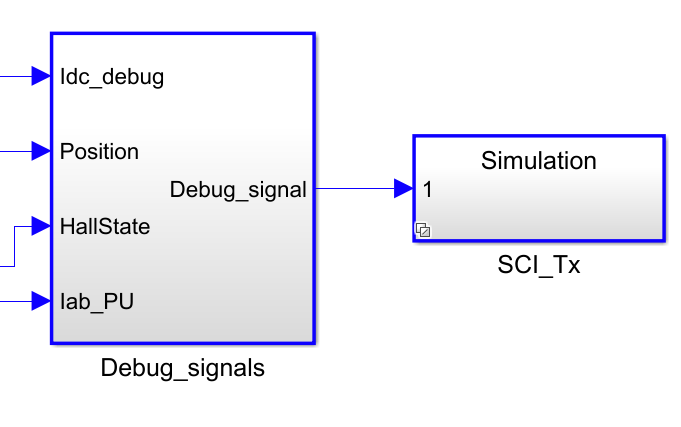 Idc_debug
Position
HallState
Iab_PU
Debug_signal
Debug_signals
Simulation
1
SCI_Tx